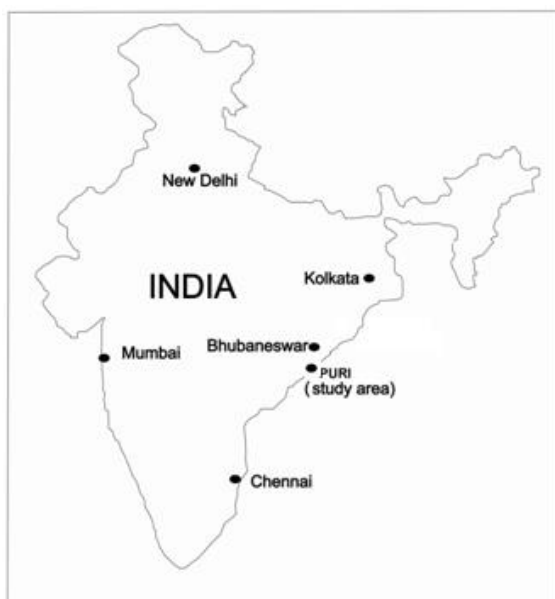 New Delhi
Kolkata
INDIA
Bhubaneswar
Mumbai
PURI
(study area)
Chennai